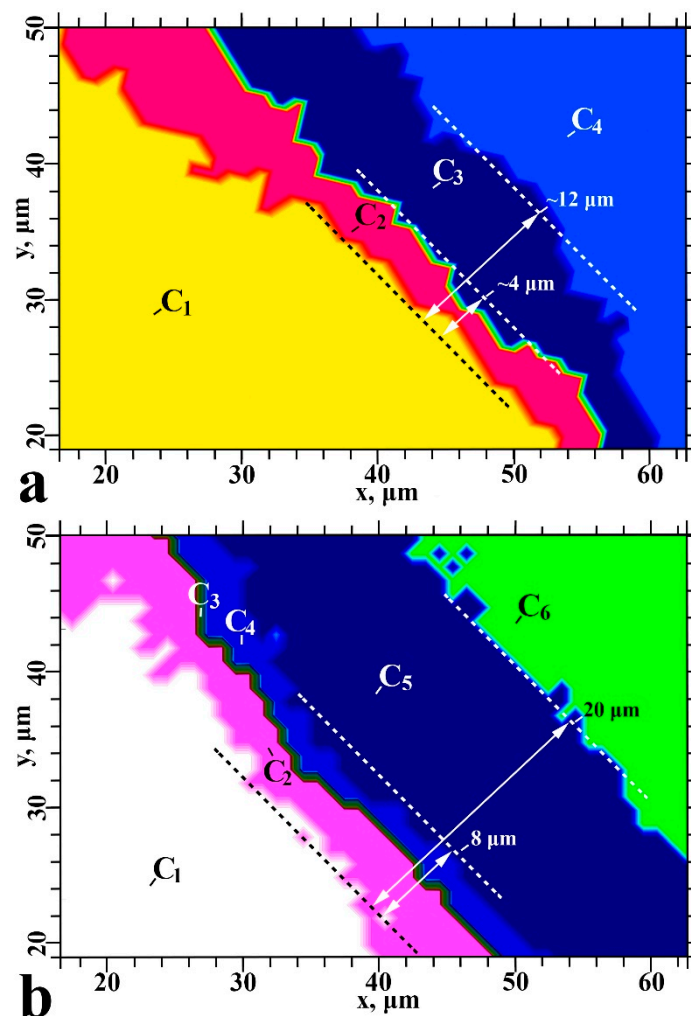 50
40
30
20
y, µm
C₄
C₃
~12 µm
C₂
~4 µm
C₁
20 30 40 50 60
x, µm
a
50
40
30
20
y, µm
C₃
C₄
C₆
C₅
20 µm
C₂
8 µm
C₁
20 30 40 50 60
x, µm
b